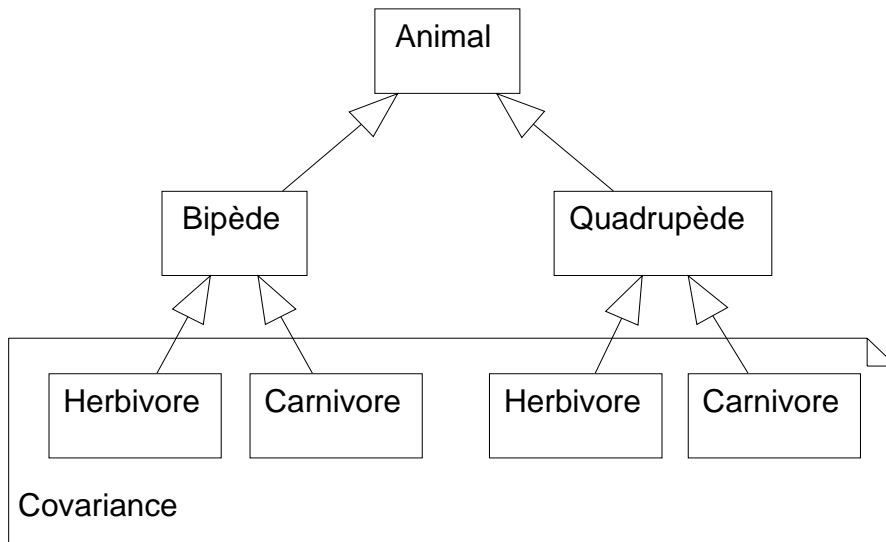 Animal
Bipède
Quadrupède
Herbivore
Carnivore
Herbivore
Carnivore
Covariance